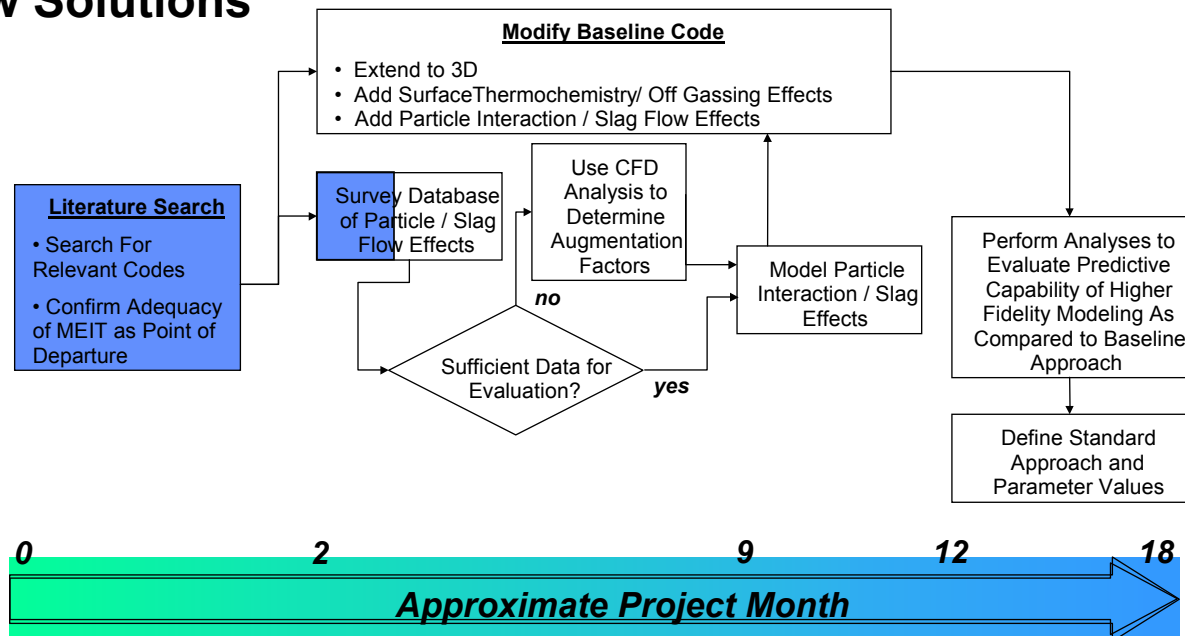 Solutions
Modify Baseline Code
• Extend to 3D
• Add SurfaceThermochemistry/ Off Gassing Effects
• Add Particle Interaction / Slag Flow Effects
Literature Search
• Search For
Relevant Codes
• Confirm Adequacy
of MEIT as Point of
Departure
Survey Database
of Particle / Slag
Flow Effects
Use CFD
Analysis to
Determine
Augmentation
Factors
no
Sufficient Data for
Evaluation?
yes
Model Particle
Interaction / Slag
Effects
Perform Analyses to
Evaluate Predictive
Capability of Higher
Fidelity Modeling As
Compared to Baseline
Approach
Define Standard
Approach and
Parameter Values
0 2 9 12 18
Approximate Project Month